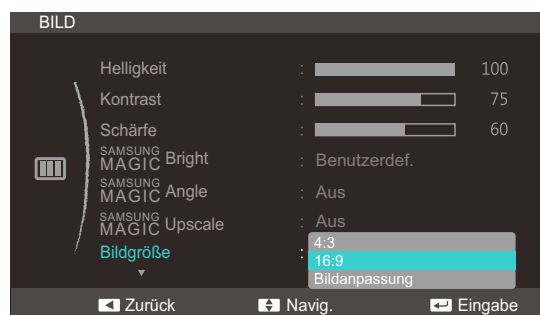 BILD
Helligkeit : 100
Kontrast : 75
Schärfe : 60
SAMSUNG MAGIC Bright : Benutzerdef.
SAMSUNG MAGIC Angle : Aus
SAMSUNG MAGIC Upscale : Aus
Bildgröße : 4:3
16:9
Bildanpassung
Zurück Navig. Eingabe